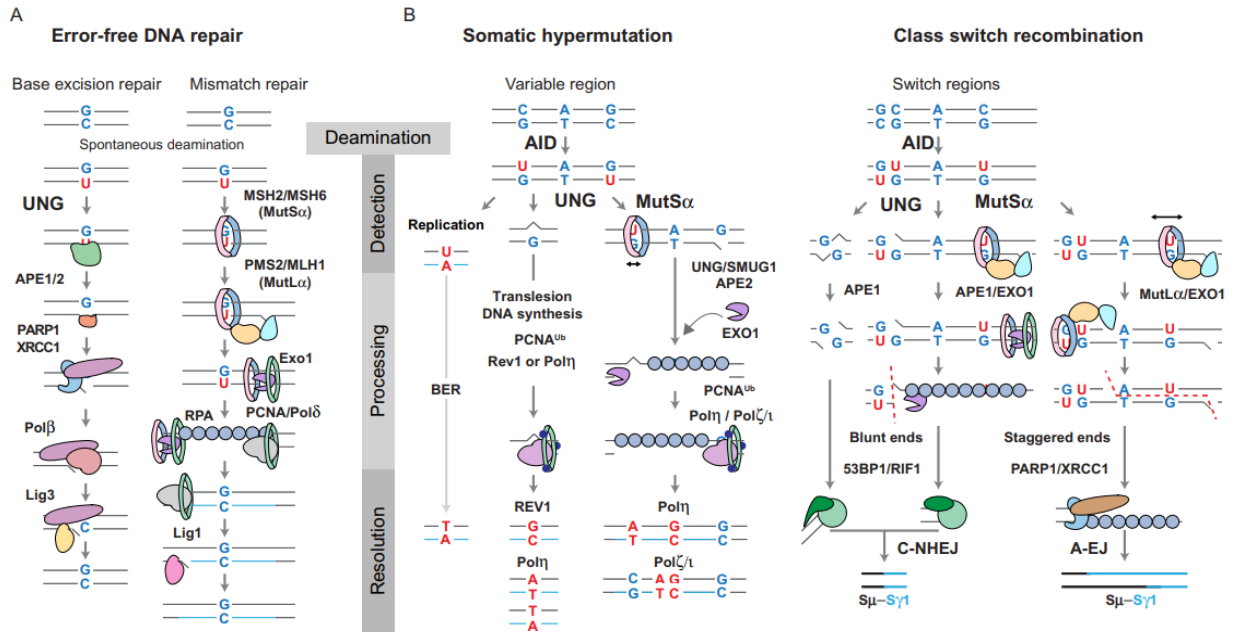 A
Error-free DNA repair
Base excision repair
Mismatch repair
G
C
G
C
Spontaneous deamination
G
U
G
U
UNG
MSH2/MSH6
(MutSα)
G
U
G
U
APE1/2
PMS2/MLH1
(MutLα)
G
G
U
PARP1
XRCC1
Exo1
G
U
RPA
PCNA/Polδ
Polβ
Lig3
C
G
C
Lig1
G
C
G
C
G
C
Deamination
Detection
Processing
Resolution
B
Somatic hypermutation
Variable region
C A G
G T C
AID
U A G
G T U
UNG
MutSα
Replication
U
A
G
U A G
G T
UNG/SMUG1
APE2
EXO1
Translesion
DNA synthesis
PCNAUb
Rev1 or Polη
BER
PCNAUb
Polη / Polζ/ι
REV1
Polη
T
A
G
C
A G G
T C C
Polη
Polζ/ι
A
T
T
A
C A G G
G T C C
Class switch recombination
Switch regions
G C A C
C G T G
AID
G U A U
U G T G
UNG
MutSα
G
G
G
U G
A
T
U
G
G U A U
U G T G
APE1
APE1/EXO1
MutLα/EXO1
G
G
G
U G
A
T
U
G
G U A U
U G T G
G
U
G U A U
U G T G
Blunt ends
Staggered ends
53BP1/RIF1
PARP1/XRCC1
C-NHEJ
A-EJ
Sμ–Sγ1
Sμ–Sγ1